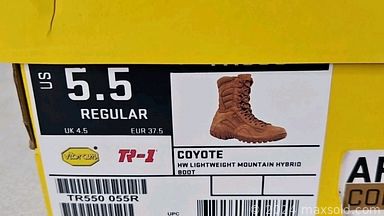 US
5.5
REGULAR
UK 4.5
EUR 37.5
vibram
TR-1
COYOTE
HW LIGHTWEIGHT MOUNTAIN HYBRID
BOOT
TR550 055R
UPC
maxsold.com